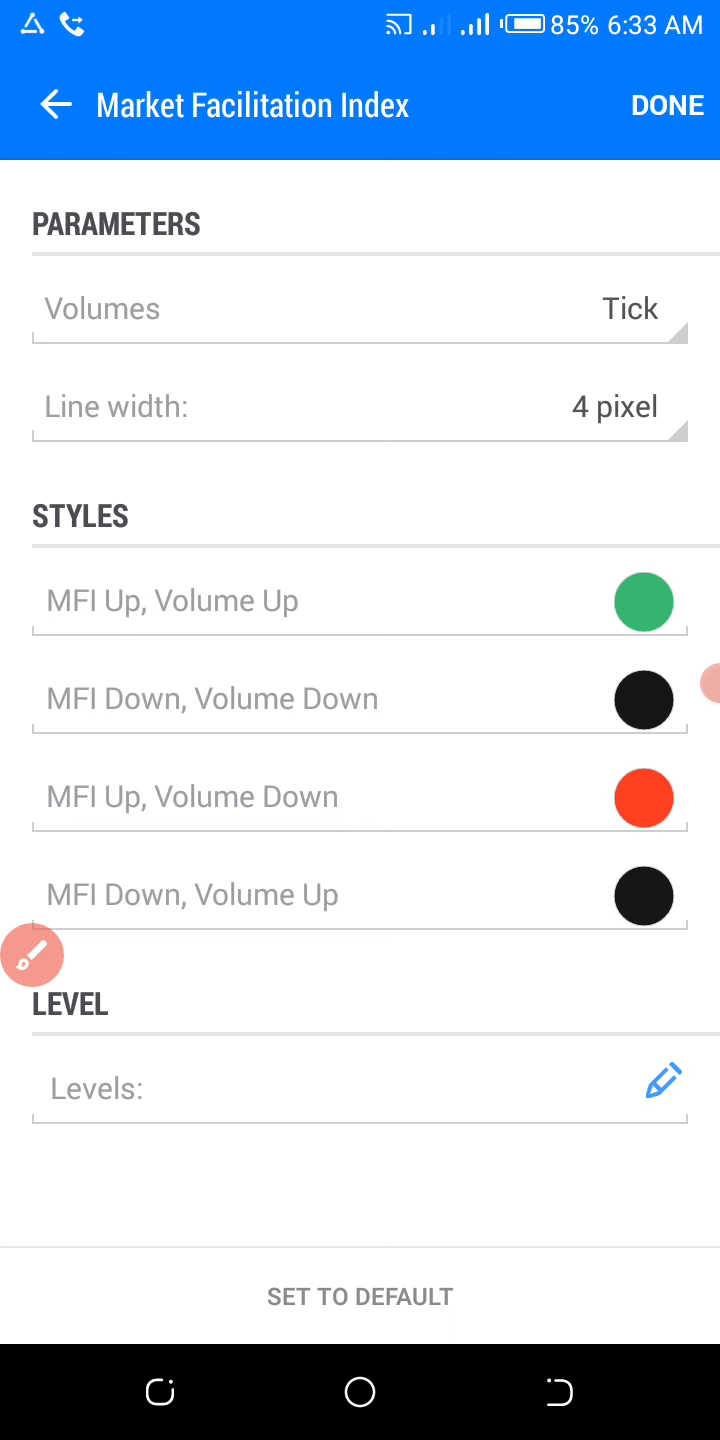 85% 6:33 AM
Market Facilitation Index DONE
PARAMETERS
Volumes Tick
Line width: 4 pixel
STYLES
MFI Up, Volume Up
MFI Down, Volume Down
MFI Up, Volume Down
MFI Down, Volume Up
LEVEL
Levels:
SET TO DEFAULT